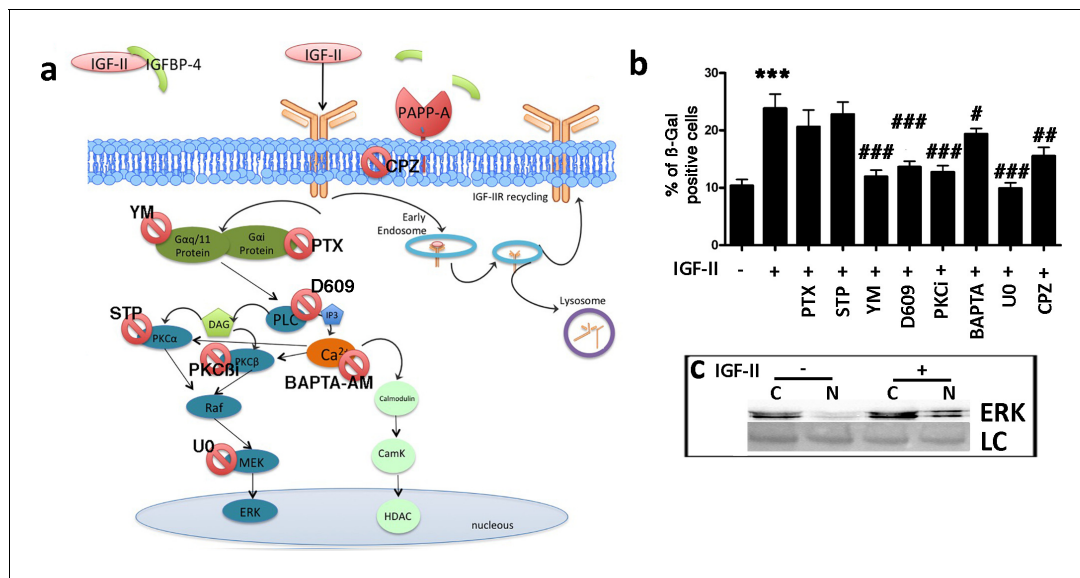 a
IGF-II
IGFBP-4
IGF-II
PAPP-A
CPZ
IGF-IIR recycling
YM
Gαq/11
Protein
Gαi
Protein
PTX
Early
Endosome
Lysosome
D609
STP
DAG
PLC
IP3
PKCα
PKCβi
PKCβ
Ca2+
BAPTA-AM
Raf
Calmodulin
U0
MEK
CamK
ERK
HDAC
nucleous
b
% of ß-Gal
positive cells
30
20
10
0
***
###
###
###
#
###
##
IGF-II - + + + + + + + + +
PTX
STP
YM
D609
PKCi
BAPTA
U0
CPZ
c
IGF-II - +
C N C N
ERK
LC